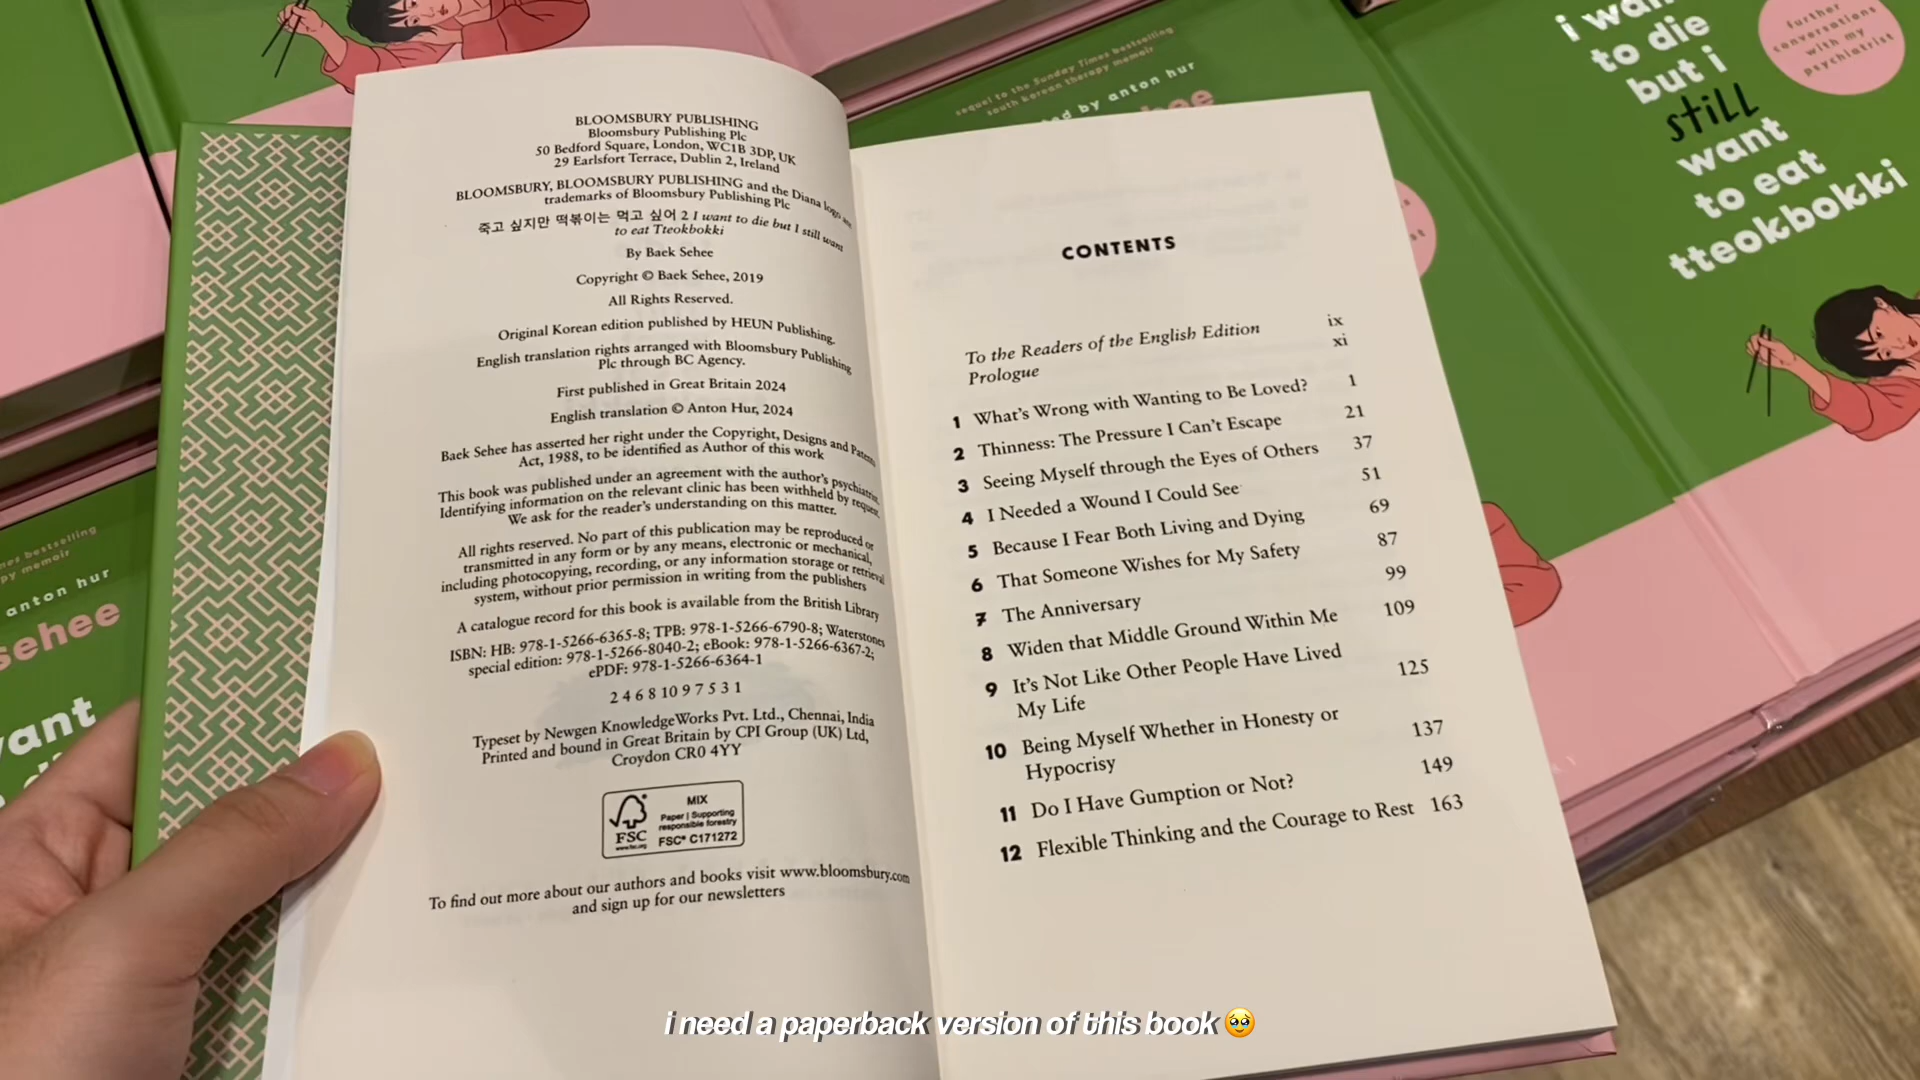 BLOOMSBURY PUBLISHING
Bloomsbury Publishing Plc
50 Bedford Square, London, WC1B 3DP, UK
29 Earlsfort Terrace, Dublin 2, Ireland
BLOOMSBURY, BLOOMSBURY PUBLISHING and the Diana logo are
trademarks of Bloomsbury Publishing Plc
죽고 싶지만 떡볶이는 먹고 싶어 2 I want to die but I still want
to eat Tteokbokki
By Baek Sehee
Copyright © Baek Sehee, 2019
All Rights Reserved.
Original Korean edition published by HEUN Publishing.
English translation rights arranged with Bloomsbury Publishing
Plc through BC Agency.
First published in Great Britain 2024
English translation © Anton Hur, 2024
Baek Sehee has asserted her right under the Copyright, Designs and Patents
Act, 1988, to be identified as Author of this work
This book was published under an agreement with the author's psychiatrist.
Identifying information on the relevant clinic has been withheld by request.
We ask for the reader's understanding on this matter.
All rights reserved. No part of this publication may be reproduced or
transmitted in any form or by any means, electronic or mechanical,
including photocopying, recording, or any information storage or retrieval
system, without prior permission in writing from the publishers
A catalogue record for this book is available from the British Library
ISBN: HB: 978-1-5266-6365-8; TPB: 978-1-5266-6790-8; Waterstones
special edition: 978-1-5266-8040-2; eBook: 978-1-5266-6367-2;
ePDF: 978-1-5266-6364-1
2 4 6 8 10 9 7 5 3 1
Typeset by Newgen KnowledgeWorks Pvt. Ltd., Chennai, India
Printed and bound in Great Britain by CPI Group (UK) Ltd,
Croydon CR0 4YY
FSC
www.fsc.org
MIX
Paper | Supporting
responsible forestry
FSC® C171272
To find out more about our authors and books visit www.bloomsbury.com
and sign up for our newsletters
CONTENTS
To the Readers of the English Edition ix
Prologue xi
1 What's Wrong with Wanting to Be Loved? 1
2 Thinness: The Pressure I Can't Escape 21
3 Seeing Myself through the Eyes of Others 37
4 I Needed a Wound I Could See 51
5 Because I Fear Both Living and Dying 69
6 That Someone Wishes for My Safety 87
7 The Anniversary 99
8 Widen that Middle Ground Within Me 109
9 It's Not Like Other People Have Lived
My Life 125
10 Being Myself Whether in Honesty or
Hypocrisy 137
11 Do I Have Gumption or Not? 149
12 Flexible Thinking and the Courage to Rest 163
sequel to the Sunday Times bestselling
south korean therapy memoir
by anton hur
i want
to die
but i
still
want
to eat
tteokbokki
further
conversations
with my
psychiatrist
bestselling
memoir
anton hur
sehee
want
i need a paperback version of this book 🥹